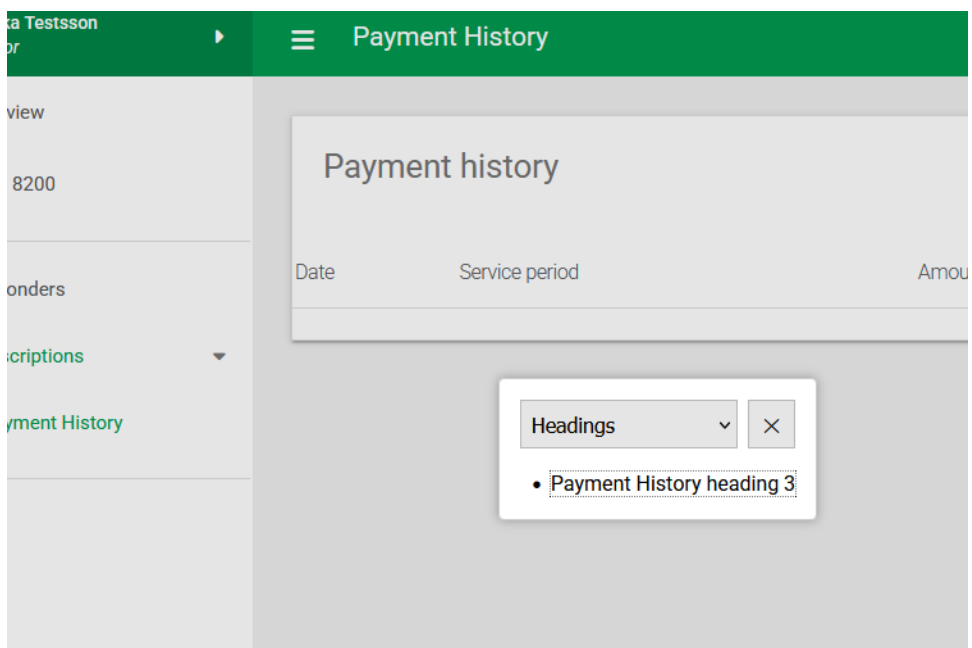 ka Testsson
or
Payment History
view
8200
onders
scriptions
yment History
Payment history
Date Service period Amou
Headings
• Payment History heading 3